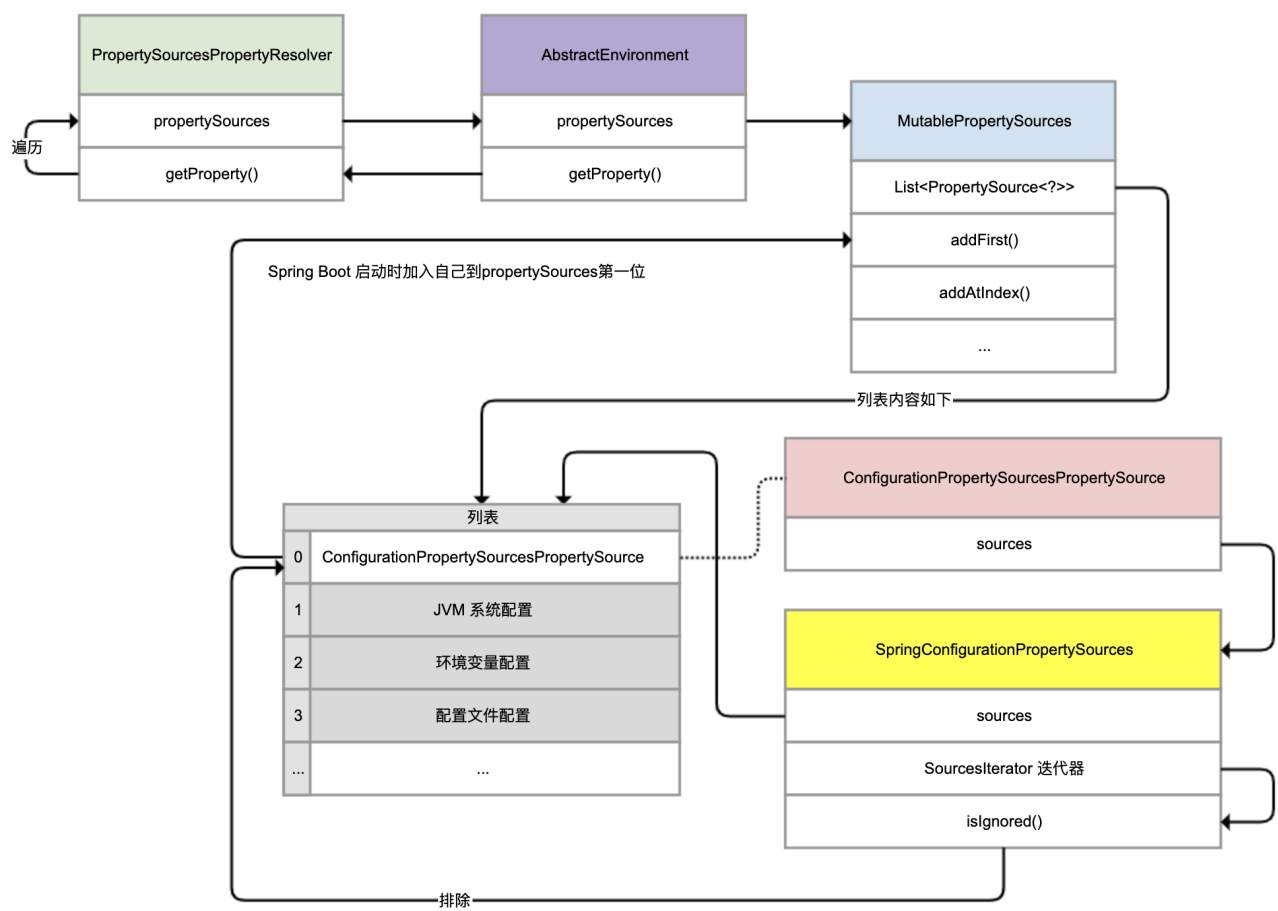 PropertySourcesPropertyResolver
propertySources
getProperty()
遍历
AbstractEnvironment
propertySources
getProperty()
MutablePropertySources
List<PropertySource<?>>
addFirst()
addAtIndex()
...
Spring Boot 启动时加入自己到propertySources第一位
列表内容如下
列表
0 ConfigurationPropertySourcesPropertySource
1 JVM 系统配置
2 环境变量配置
3 配置文件配置
... ...
ConfigurationPropertySourcesPropertySource
sources
SpringConfigurationPropertySources
sources
SourcesIterator 迭代器
isIgnored()
排除